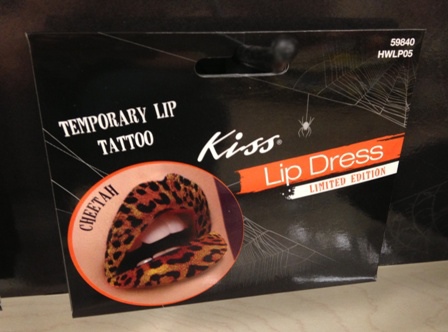 59840
HWLP05
TEMPORARY LIP
TATTOO
Kiss®
Lip Dress
LIMITED EDITION
CHEETAH